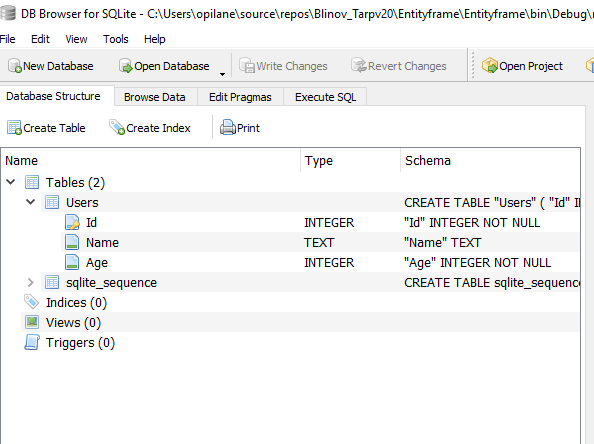 DB Browser for SQLite - C:\Users\opilane\source\repos\Blinov_Tarpv20\Entityframe\Entityframe\bin\Debug\
File Edit View Tools Help
New Database Open Database Write Changes Revert Changes Open Project
Database Structure Browse Data Edit Pragmas Execute SQL
Create Table Create Index Print
Name Type Schema
Tables (2)
Users CREATE TABLE "Users" ( "Id"
Id INTEGER "Id" INTEGER NOT NULL
Name TEXT "Name" TEXT
Age INTEGER "Age" INTEGER NOT NULL
sqlite_sequence CREATE TABLE sqlite_sequence
Indices (0)
Views (0)
Triggers (0)